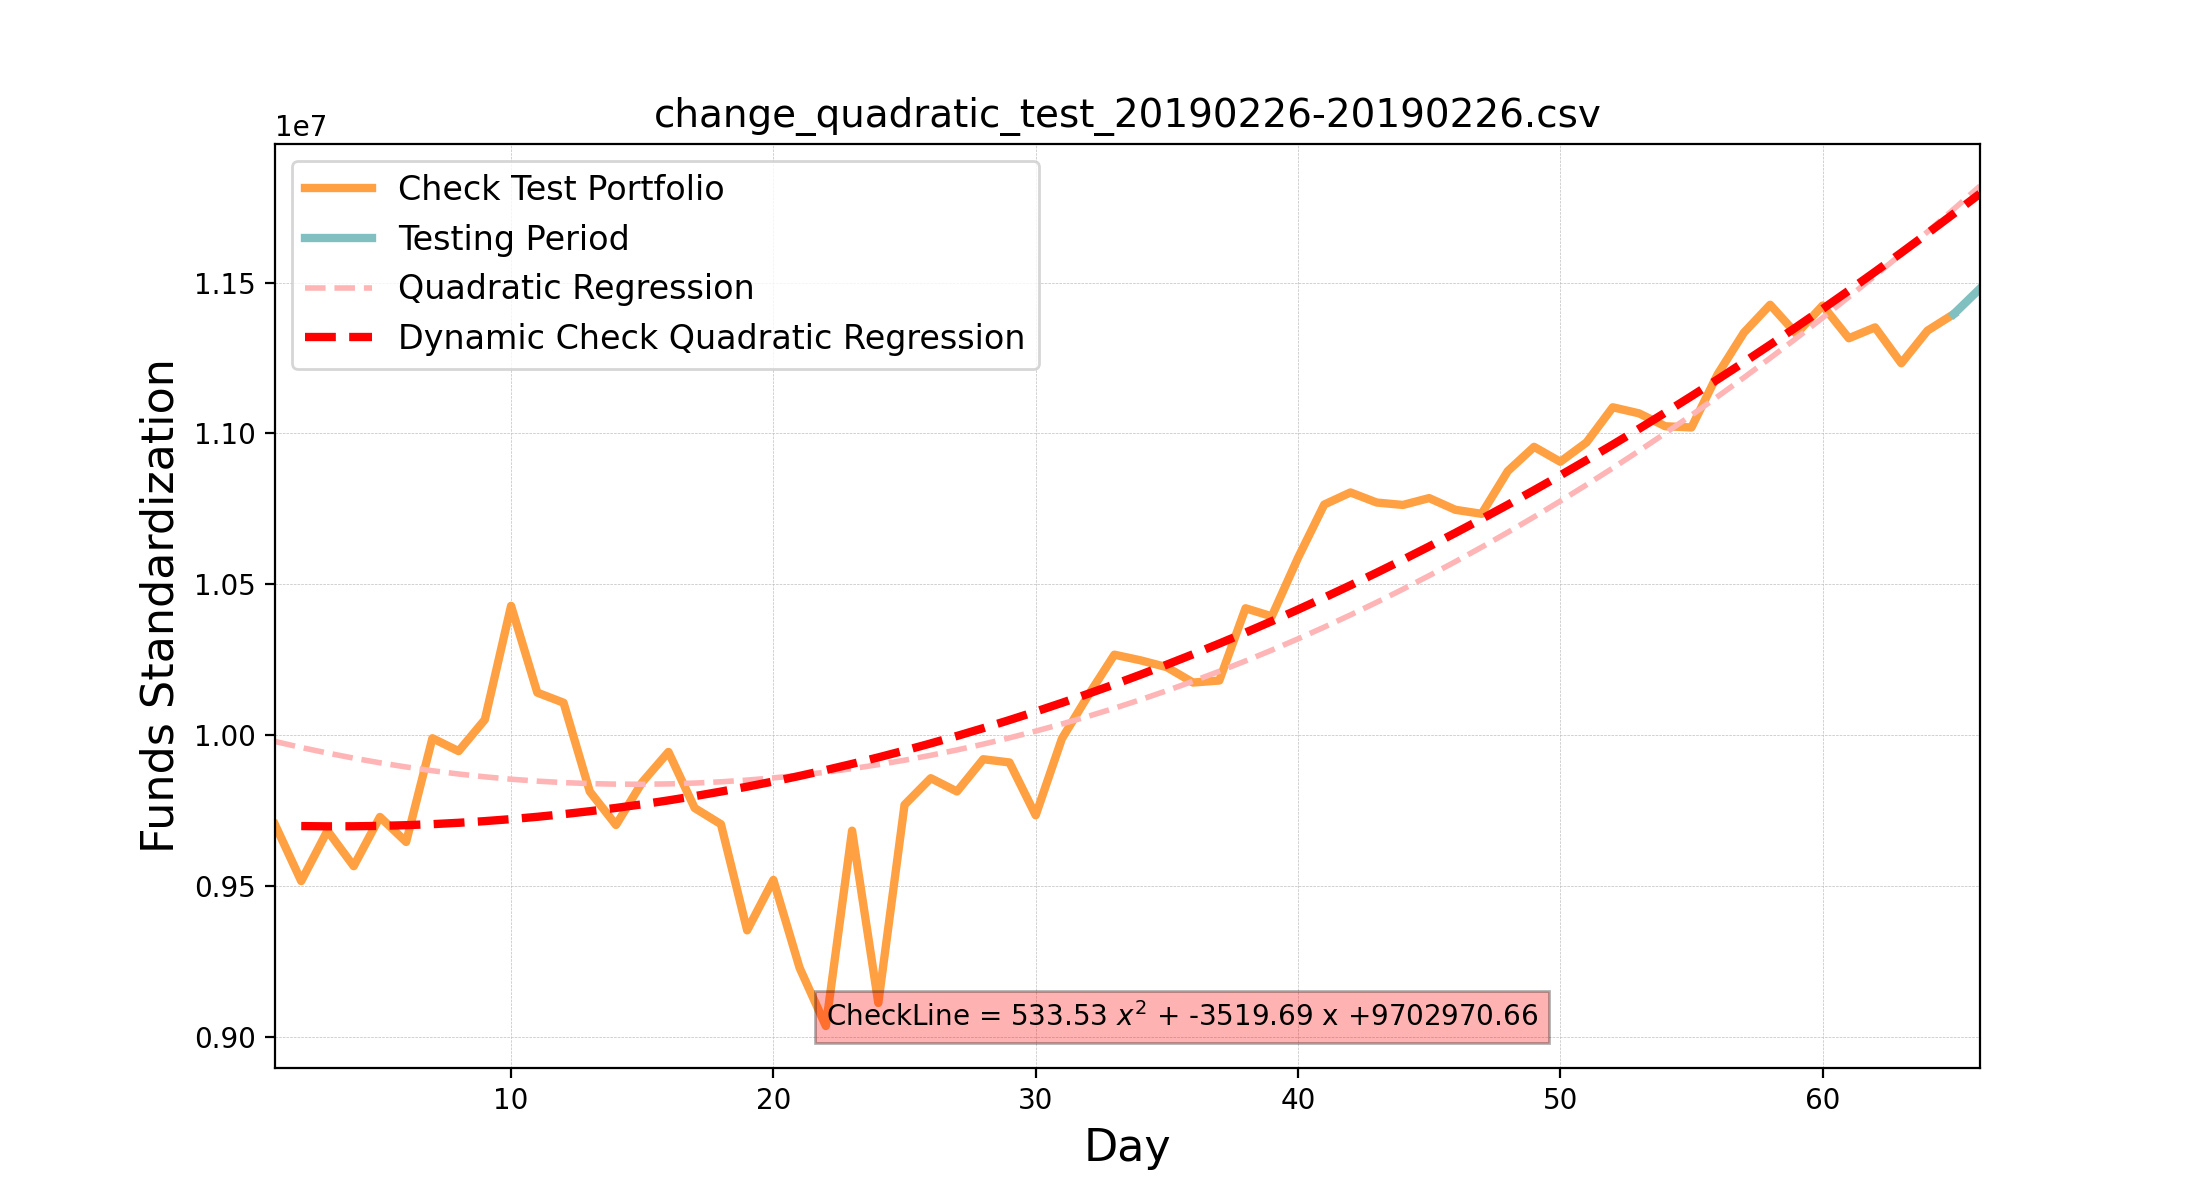 change_quadratic_test_20190226-20190226.csv
1e7
Check Test Portfolio
Testing Period
Quadratic Regression
Dynamic Check Quadratic Regression
Funds Standardization
1.15
1.10
1.05
1.00
0.95
0.90
CheckLine = 533.53 x² + -3519.69 x +9702970.66
10 20 30 40 50 60
Day